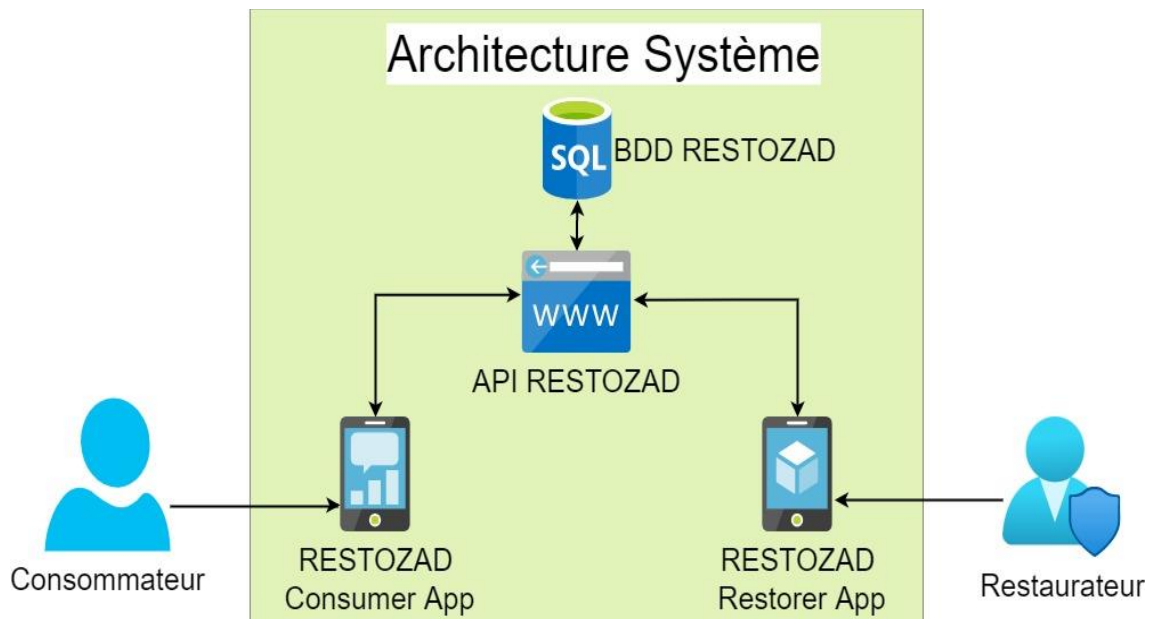 Architecture Système
SQL
BDD RESTOZAD
WWW
API RESTOZAD
Consommateur
RESTOZAD
Consumer App
RESTOZAD
Restorer App
Restaurateur